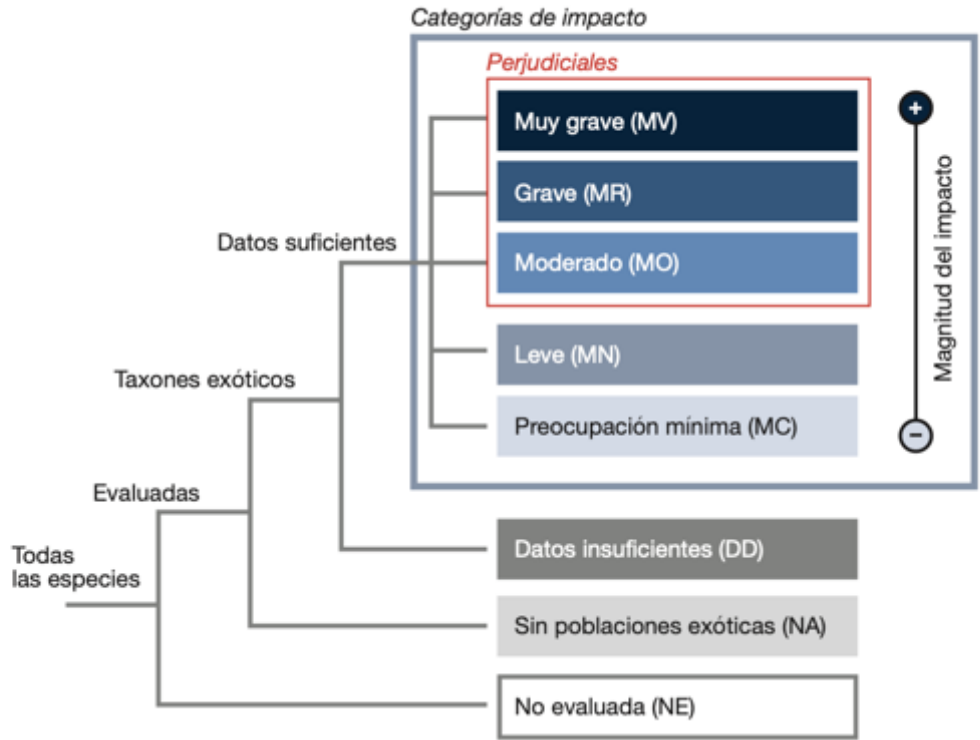 Categorías de impacto
Perjudiciales
Muy grave (MV)
Grave (MR)
Moderado (MO)
Leve (MN)
Preocupación mínima (MC)
+
Magnitud del impacto
−
Datos suficientes
Taxones exóticos
Evaluadas
Todas
las especies
Datos insuficientes (DD)
Sin poblaciones exóticas (NA)
No evaluada (NE)